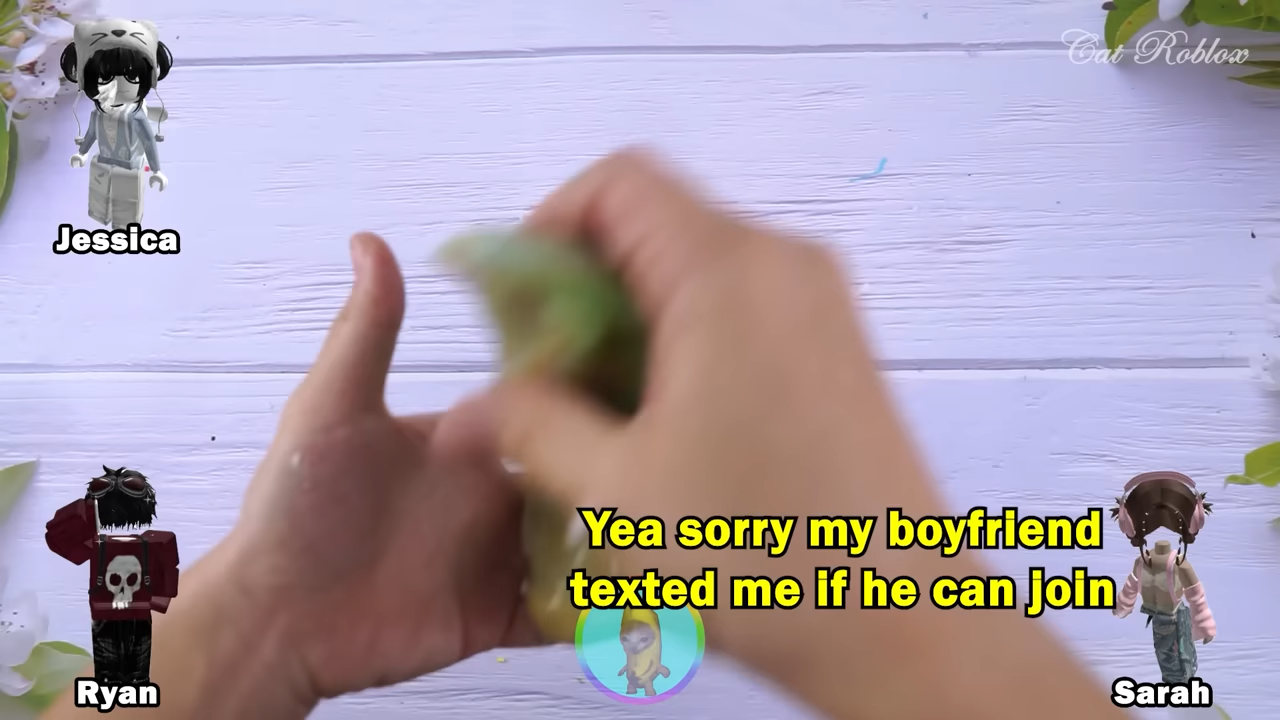 Cat Roblox
Jessica
Yea sorry my boyfriend
texted me if he can join
Ryan
Sarah